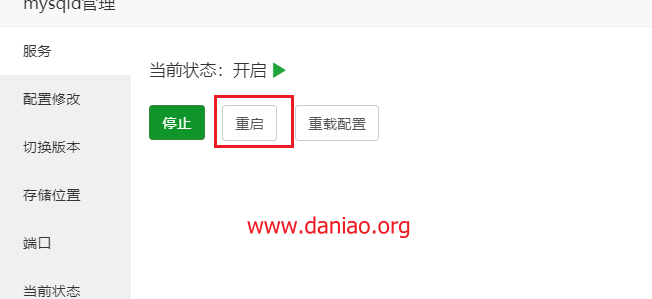 mysqld管理
服务
当前状态：开启
配置修改
停止
重启
重载配置
切换版本
存储位置
www.daniao.org
端口
当前状态